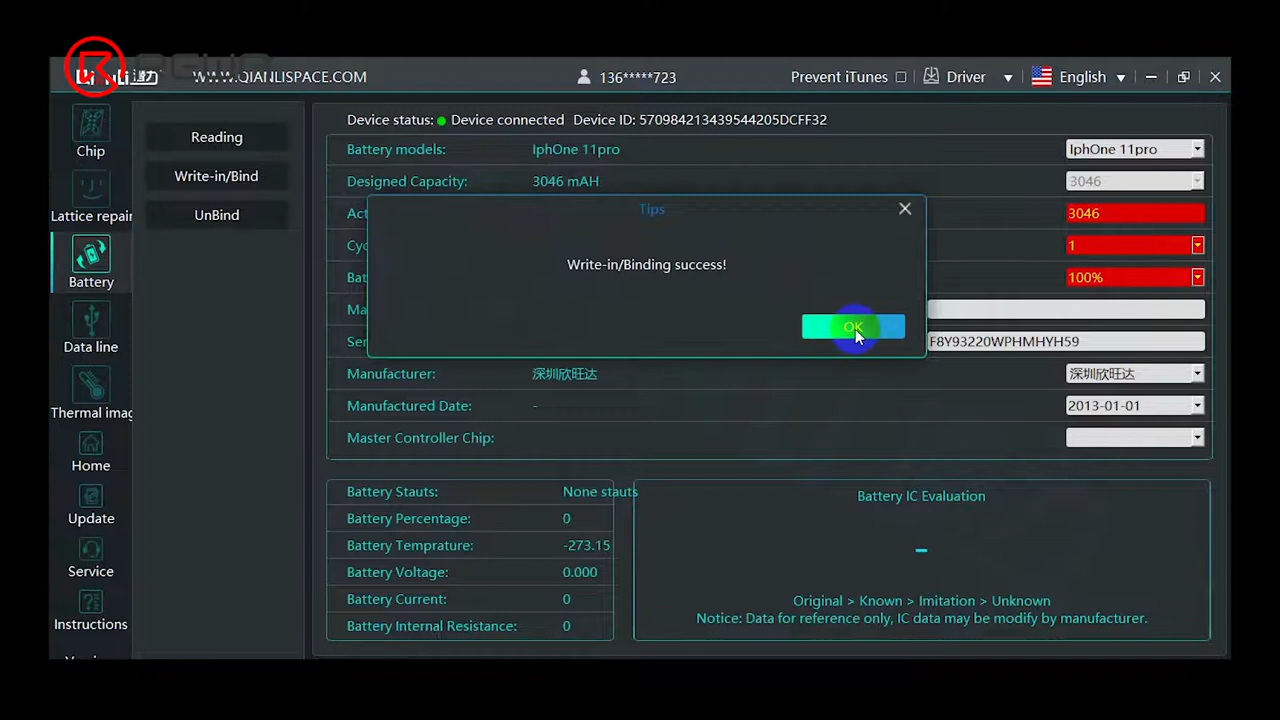 WWW.QIANLISPACE.COM
136*****723
Prevent iTunes
Driver
English
Chip
Lattice repair
Battery
Data line
Thermal imag
Home
Update
Service
Instructions
Reading
Write-in/Bind
UnBind
Device status: Device connected Device ID: 570984213439544205DCFF32
Battery models: IphOne 11pro IphOne 11pro
Designed Capacity: 3046 mAH 3046
Act 3046
Cyc 1
Bat 100%
Ma
Ser F8Y93220WPHMHYH59
Tips
Write-in/Binding success!
OK
Manufacturer: 深圳欣旺达 深圳欣旺达
Manufactured Date: - 2013-01-01
Master Controller Chip:
Battery Stauts: None stauts
Battery Percentage: 0
Battery Temprature: -273.15
Battery Voltage: 0.000
Battery Current: 0
Battery Internal Resistance: 0
Battery IC Evaluation
-
Original > Known > Imitation > Unknown
Notice: Data for reference only, IC data may be modify by manufacturer.